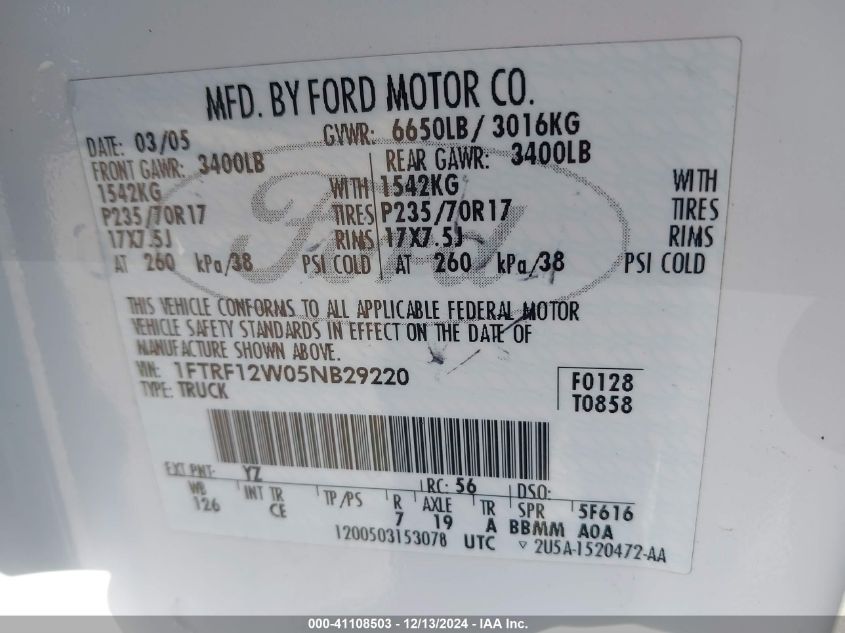 MFD. BY FORD MOTOR CO.
DATE: 03/05 GVWR: 6650LB/ 3016KG
FRONT GAWR: 3400LB REAR GAWR: 3400LB
1542KG WITH 1542KG WITH
P235/70R17 TIRES P235/70R17 TIRES
17X7.5J RIMS 17X7.5J RIMS
AT 260 kPa/38 PSI COLD AT 260 kPa/38 PSI COLD
Ford
THIS VEHICLE CONFORMS TO ALL APPLICABLE FEDERAL MOTOR
VEHICLE SAFETY STANDARDS IN EFFECT ON THE DATE OF
MANUFACTURE SHOWN ABOVE.
VIN: 1FTRF12W05NB29220 F0128
TYPE: TRUCK T0858
EXT PNT: YZ RC: 56 DSO:
WB INT TR TP/PS R AXLE TR SPR 5F616
126 CE 7 19 A BBMM AOA
1200503153078 UTC ▽ 2U5A-1520472-AA
000-41108503 - 12/13/2024 - IAA Inc.